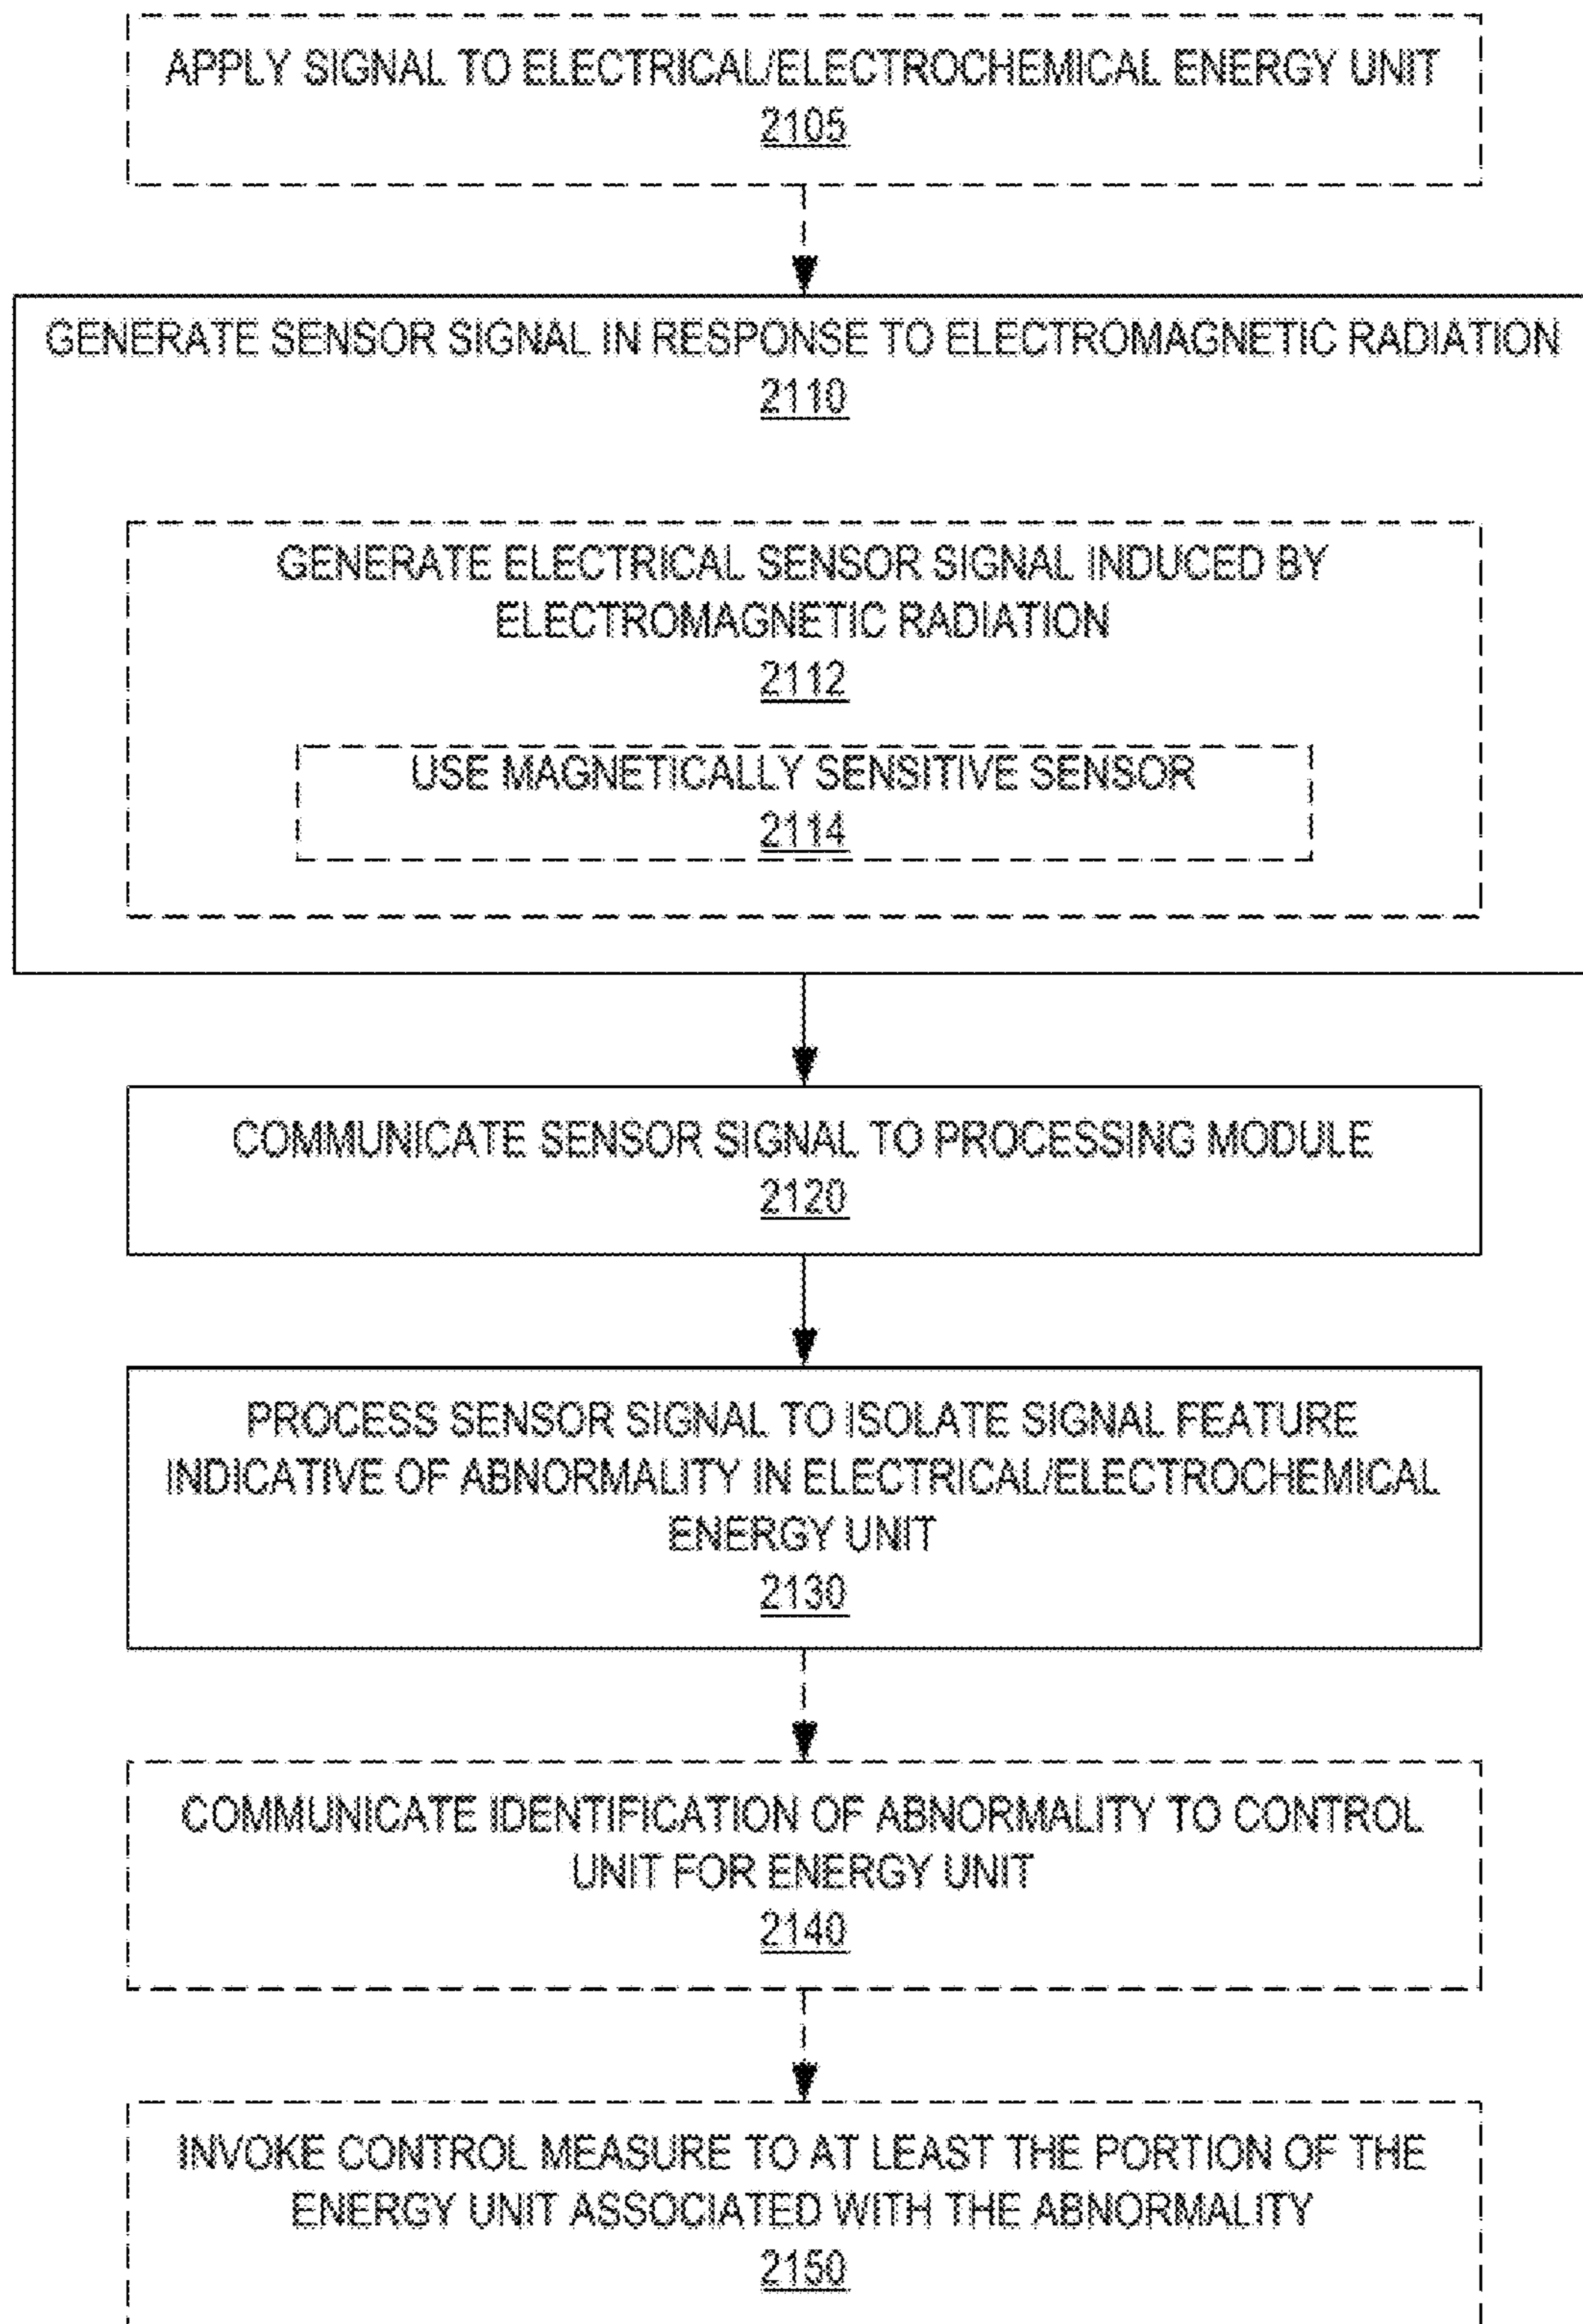 APPLY SIGNAL TO ELECTRICAL/ELECTROCHEMICAL ENERGY UNIT
2105
GENERATE SENSOR SIGNAL IN RESPONSE TO ELECTROMAGNETIC RADIATION
2110
GENERATE ELECTRICAL SENSOR SIGNAL INDUCED BY
ELECTROMAGNETIC RADIATION
2112
USE MAGNETICALLY SENSITIVE SENSOR
2114
COMMUNICATE SENSOR SIGNAL TO PROCESSING MODULE
2120
PROCESS SENSOR SIGNAL TO ISOLATE SIGNAL FEATURE
INDICATIVE OF ABNORMALITY IN ELECTRICAL/ELECTROCHEMICAL
ENERGY UNIT
2130
COMMUNICATE IDENTIFICATION OF ABNORMALITY TO CONTROL
UNIT FOR ENERGY UNIT
2140
INVOKE CONTROL MEASURE TO AT LEAST THE PORTION OF THE
ENERGY UNIT ASSOCIATED WITH THE ABNORMALITY
2150